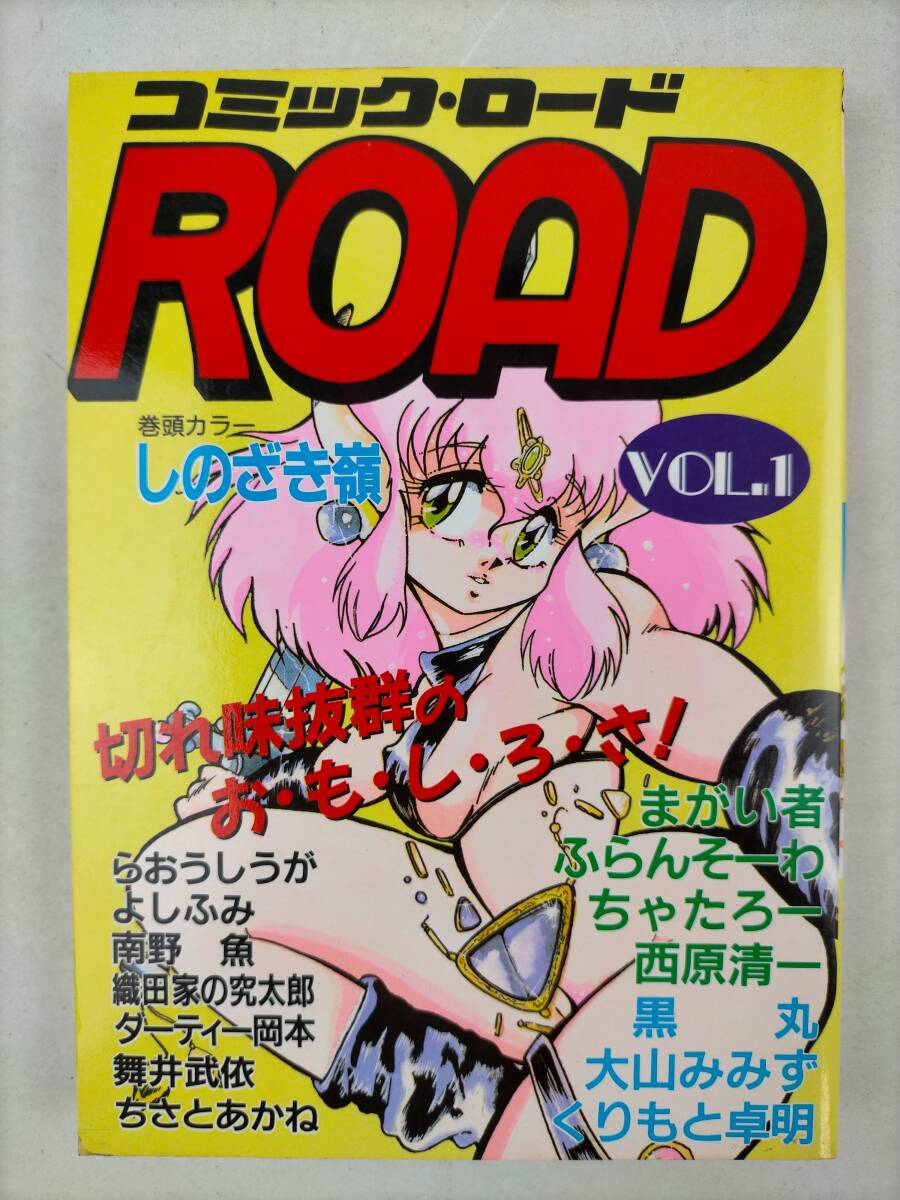 コミック・ロード
ROAD
巻頭カラー
しのざき嶺
VOL.1
切れ味抜群の
お・も・し・ろ・さ!
まがい者
ふらんそーわ
ちゃたろー
西原清一
黒丸
大山みみず
くりもと卓明
らおうしうが
よしふみ
南野 魚
織田家の究太郎
ダーティー岡本
舞井武依
ちさとあかね